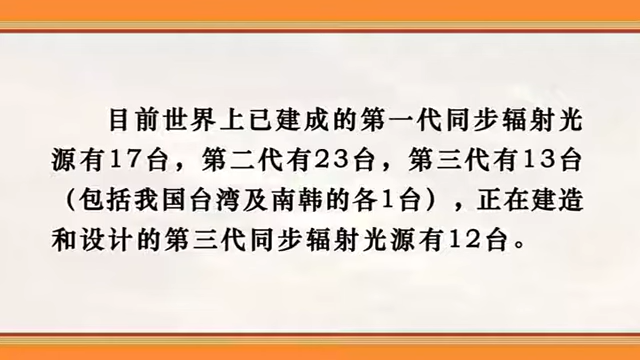 目前世界上已建成的第一代同步辐射光
源有17台，第二代有23台，第三代有13台
（包括我国台湾及南韩的各1台），正在建造
和设计的第三代同步辐射光源有12台。